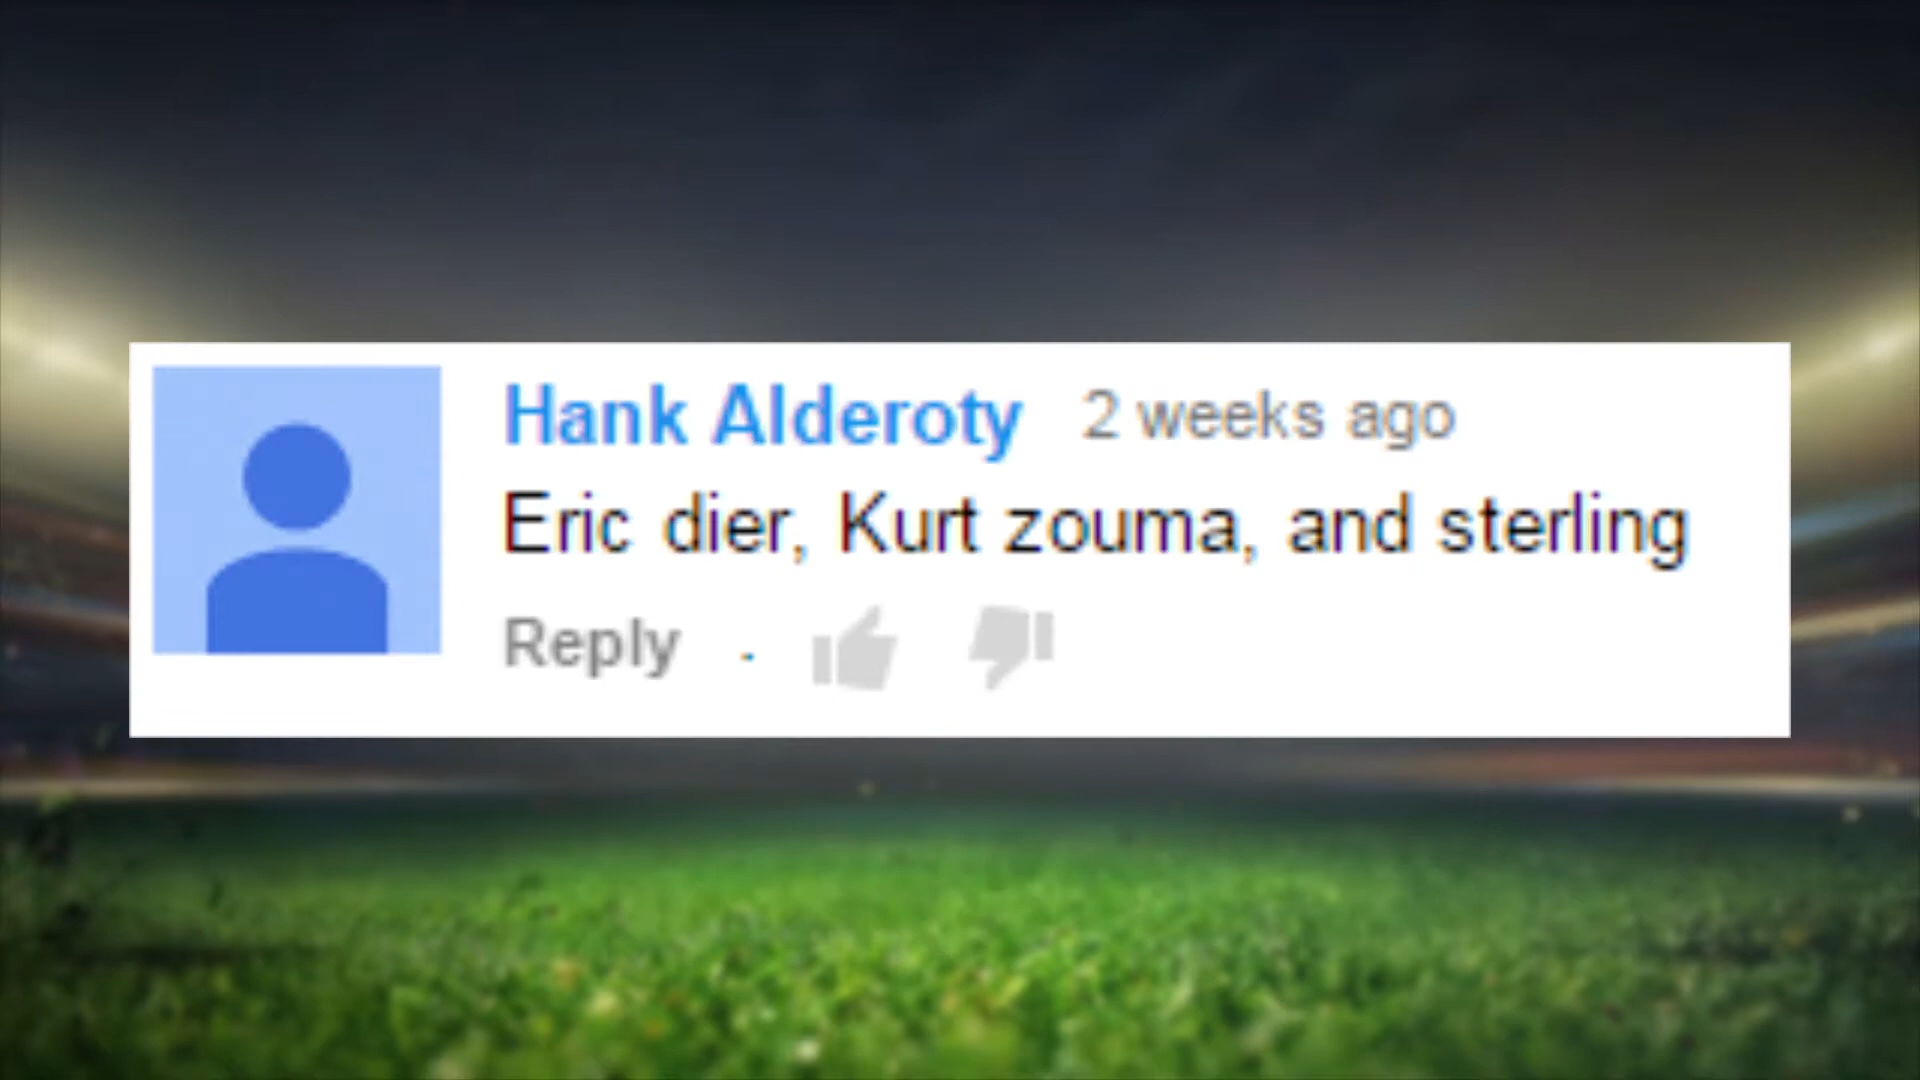 Hank Alderoty 2 weeks ago
Eric dier, Kurt zouma, and sterling
Reply .